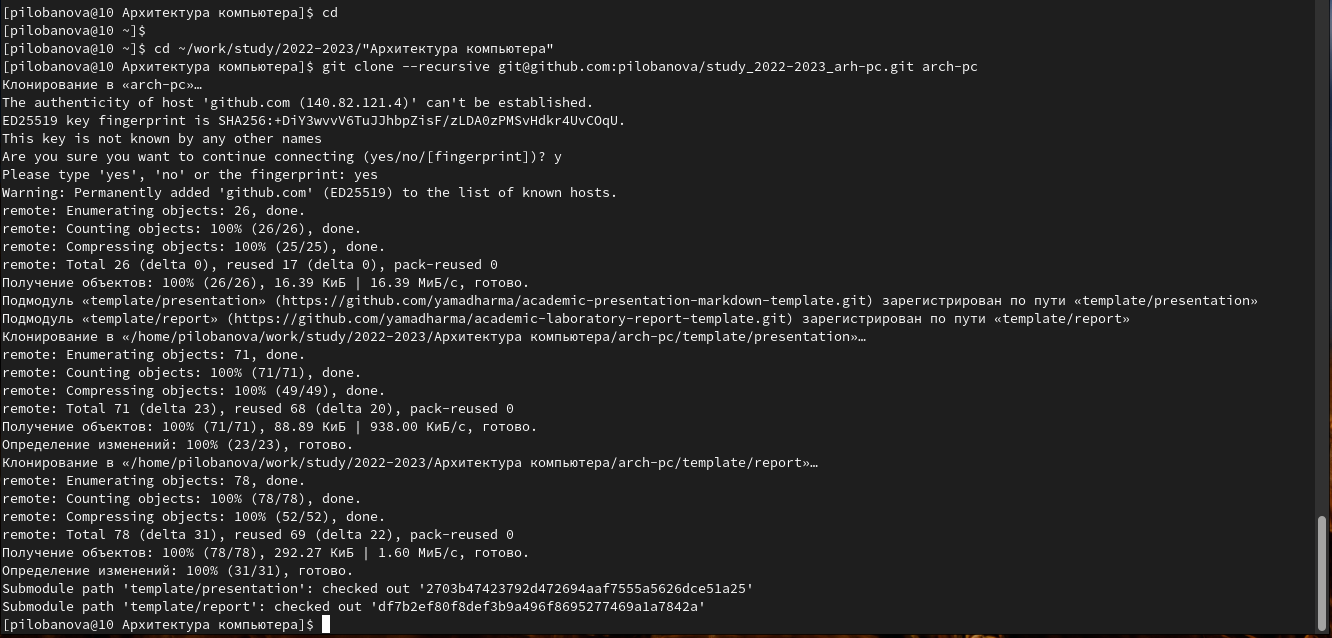 [pilobanova@10 Архитектура компьютера]$ cd
[pilobanova@10 ~]$
[pilobanova@10 ~]$ cd ~/work/study/2022-2023/"Архитектура компьютера"
[pilobanova@10 Архитектура компьютера]$ git clone --recursive git@github.com:pilobanova/study_2022-2023_arh-pc.git arch-pc
Клонирование в «arch-pc»…
The authenticity of host 'github.com (140.82.121.4)' can't be established.
ED25519 key fingerprint is SHA256:+DiY3wvvV6TuJJhbpZisF/zLDA0zPMSvHdkr4UvCOqU.
This key is not known by any other names
Are you sure you want to continue connecting (yes/no/[fingerprint])? y
Please type 'yes', 'no' or the fingerprint: yes
Warning: Permanently added 'github.com' (ED25519) to the list of known hosts.
remote: Enumerating objects: 26, done.
remote: Counting objects: 100% (26/26), done.
remote: Compressing objects: 100% (25/25), done.
remote: Total 26 (delta 0), reused 17 (delta 0), pack-reused 0
Получение объектов: 100% (26/26), 16.39 КиБ | 16.39 МиБ/с, готово.
Подмодуль «template/presentation» (https://github.com/yamadharma/academic-presentation-markdown-template.git) зарегистрирован по пути «template/presentation»
Подмодуль «template/report» (https://github.com/yamadharma/academic-laboratory-report-template.git) зарегистрирован по пути «template/report»
Клонирование в «/home/pilobanova/work/study/2022-2023/Архитектура компьютера/arch-pc/template/presentation»…
remote: Enumerating objects: 71, done.
remote: Counting objects: 100% (71/71), done.
remote: Compressing objects: 100% (49/49), done.
remote: Total 71 (delta 23), reused 68 (delta 20), pack-reused 0
Получение объектов: 100% (71/71), 88.89 КиБ | 938.00 КиБ/с, готово.
Определение изменений: 100% (23/23), готово.
Клонирование в «/home/pilobanova/work/study/2022-2023/Архитектура компьютера/arch-pc/template/report»…
remote: Enumerating objects: 78, done.
remote: Counting objects: 100% (78/78), done.
remote: Compressing objects: 100% (52/52), done.
remote: Total 78 (delta 31), reused 69 (delta 22), pack-reused 0
Получение объектов: 100% (78/78), 292.27 КиБ | 1.60 МиБ/с, готово.
Определение изменений: 100% (31/31), готово.
Submodule path 'template/presentation': checked out '2703b47423792d472694aaf7555a5626dce51a25'
Submodule path 'template/report': checked out 'df7b2ef80f8def3b9a496f8695277469a1a7842a'
[pilobanova@10 Архитектура компьютера]$